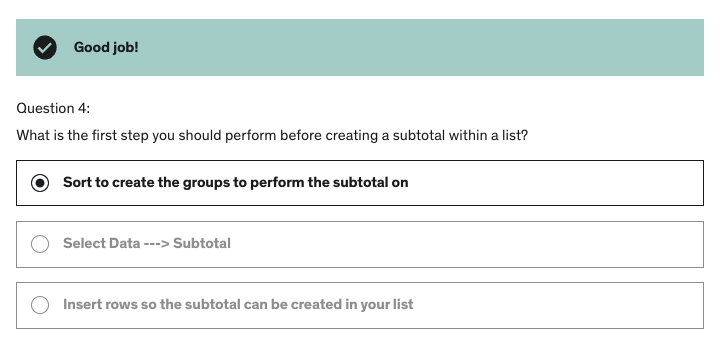 Good job!
Question 4:
What is the first step you should perform before creating a subtotal within a list?
Sort to create the groups to perform the subtotal on
Select Data ---> Subtotal
Insert rows so the subtotal can be created in your list